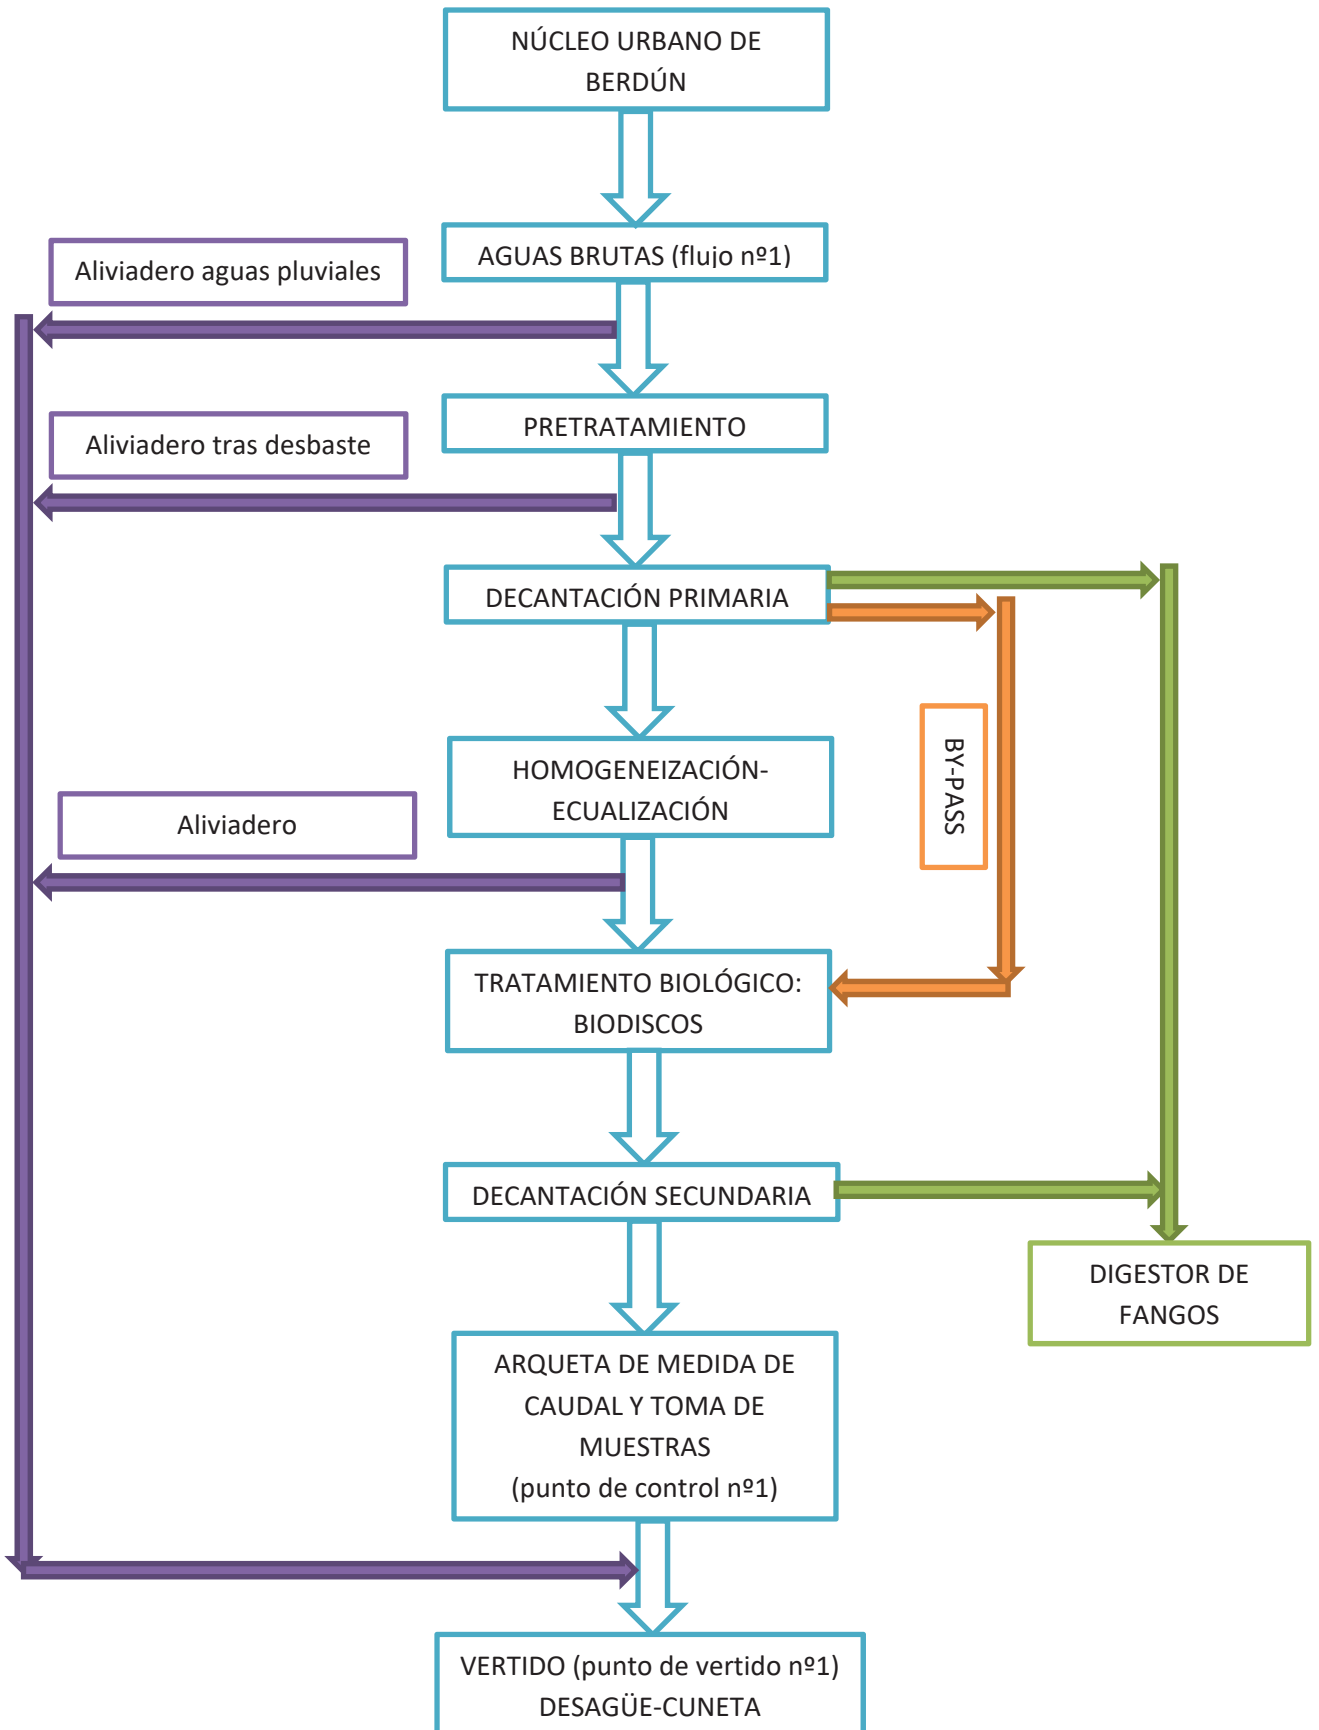 NÚCLEO URBANO DE
BERDÚN
AGUAS BRUTAS (flujo nº1)
Aliviadero aguas pluviales
PRETRATAMIENTO
Aliviadero tras desbaste
DECANTACIÓN PRIMARIA
BY-PASS
HOMOGENEIZACIÓN-
ECUALIZACIÓN
Aliviadero
TRATAMIENTO BIOLÓGICO:
BIODISCOS
DECANTACIÓN SECUNDARIA
DIGESTOR DE
FANGOS
ARQUETA DE MEDIDA DE
CAUDAL Y TOMA DE
MUESTRAS
(punto de control nº1)
VERTIDO (punto de vertido nº1)
DESAGÜE-CUNETA